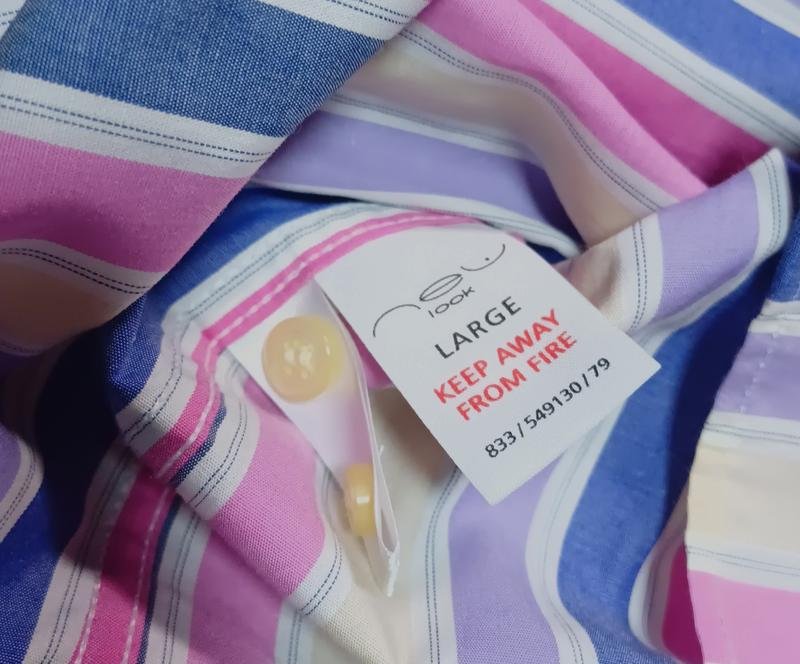 new
look
LARGE
KEEP AWAY
FROM FIRE
833/549130/79